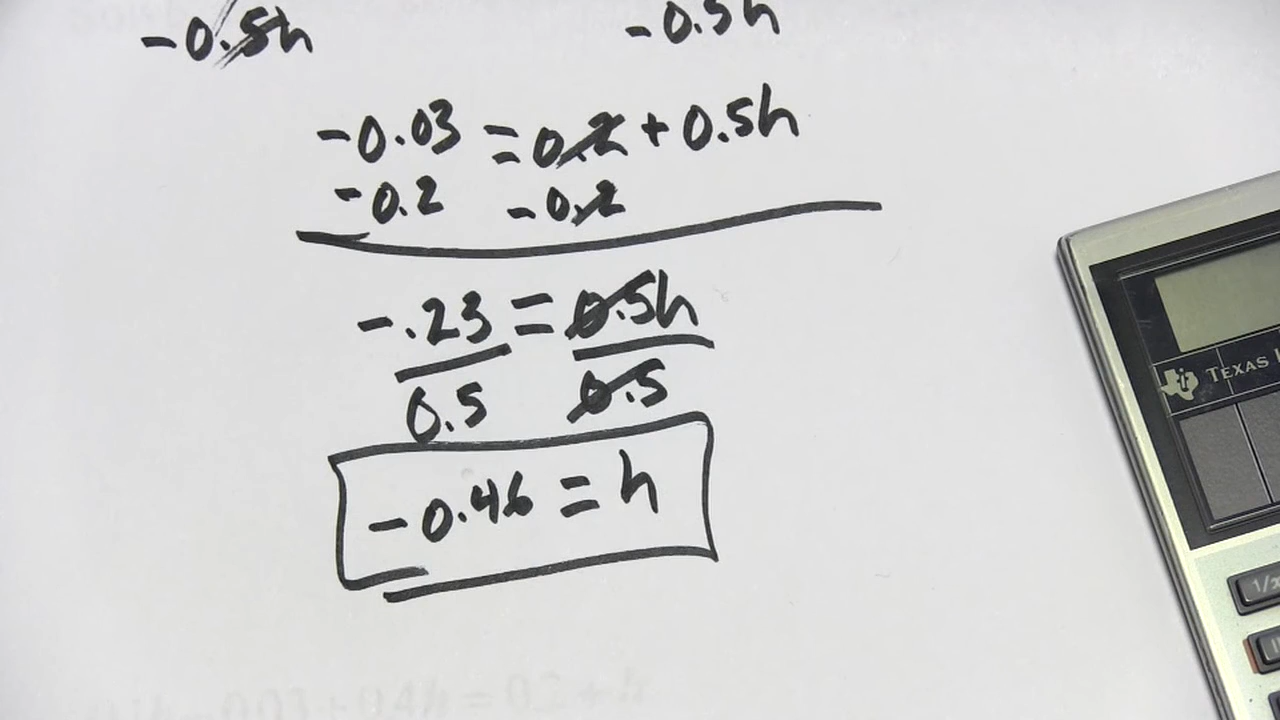 -0.5h -0.5h
-0.03 = 0.2 + 0.5h
-0.2 -0.2
-.23 = 0.5h
0.5 0.5
-0.46 = h
TEXAS
1/x